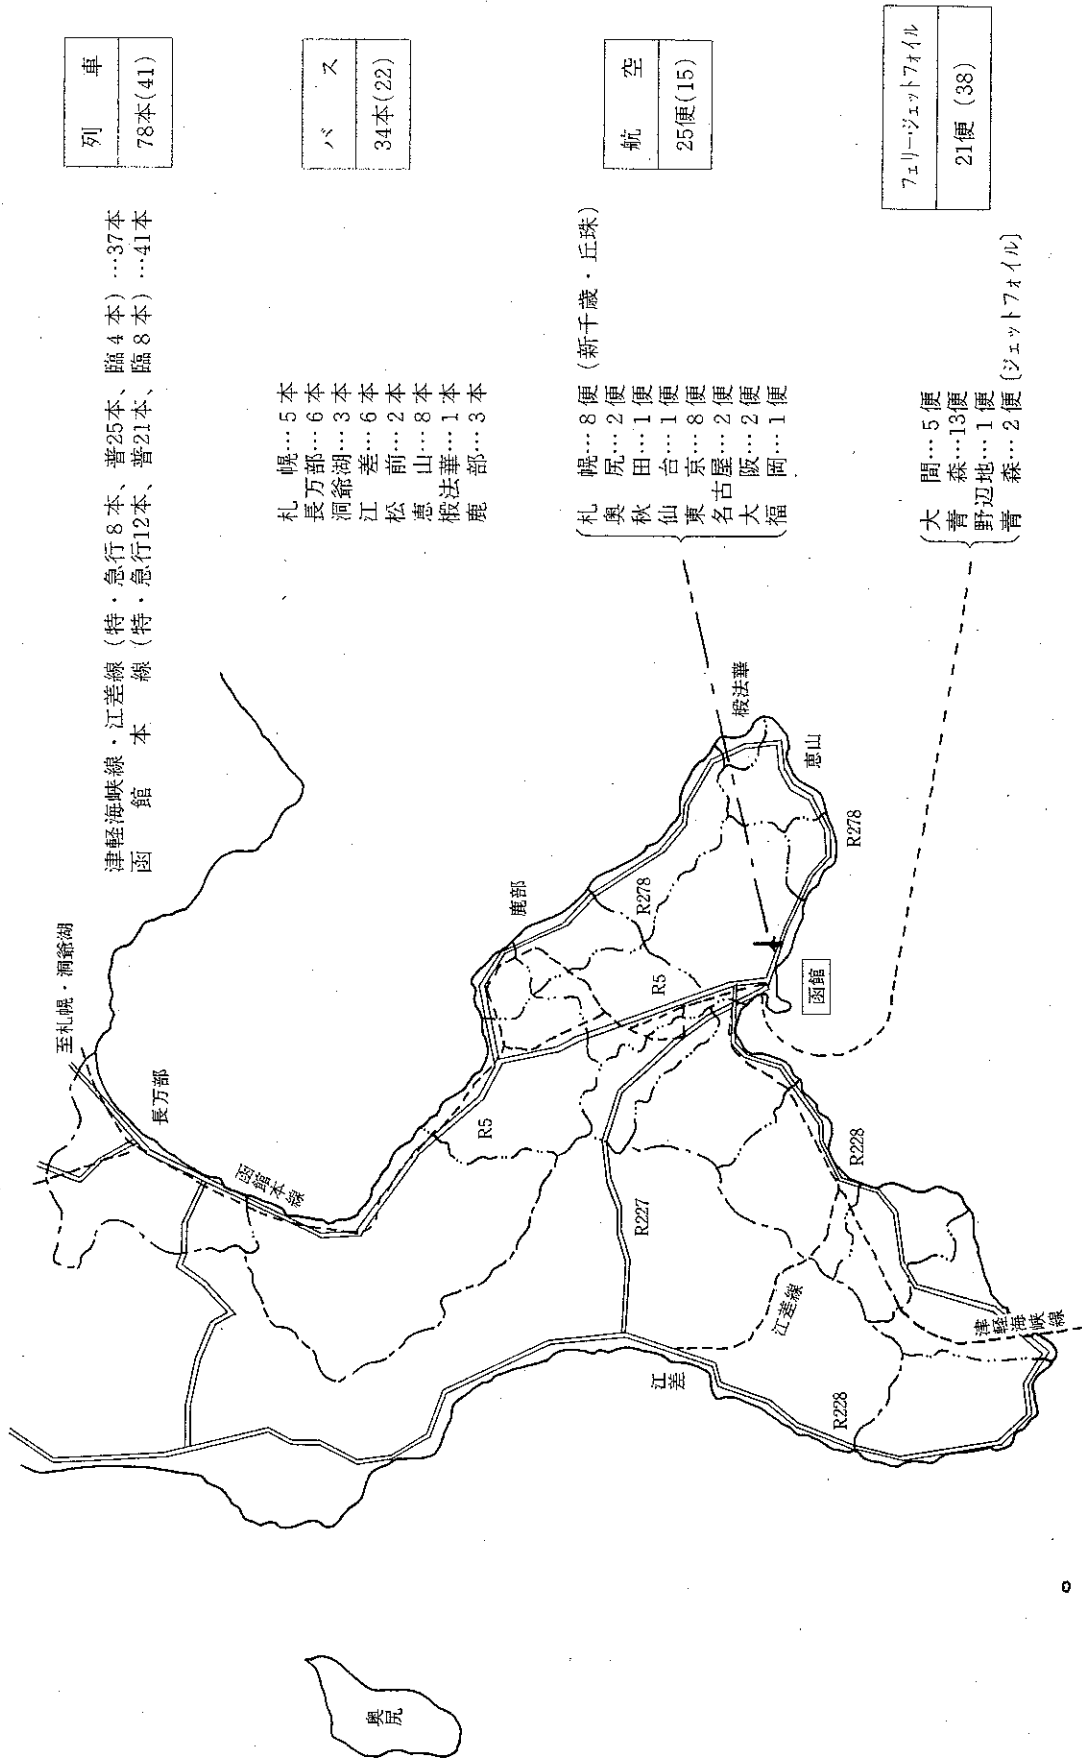 津軽海峡線・江差線（特・急行８本、普25本、臨４本）…37本
函館本線（特・急行12本、普21本、臨８本）…41本
列車
78本(41)
札幌…５本
長万部…６本
洞爺湖…３本
江差…６本
松前…２本
恵山…８本
椴法華…１本
鹿部…３本
バス
34本(22)
札幌…８便（新千歳・丘珠）
奥尻…２便
秋田…１便
仙台…１便
東京…８便
名古屋…２便
大阪…２便
福岡…１便
航空
25便(15)
大間…５便
青森…13便
野辺地…１便
青森…２便〔ジェットフォイル〕
フェリー・ジェットフォイル
21便（38）
至札幌・洞爺湖
長万部
函館本線
R5
鹿部
R278
R5
椴法華
恵山
R278
函館
R227
R228
江差線
江差
R228
津軽海峡線
奥尻